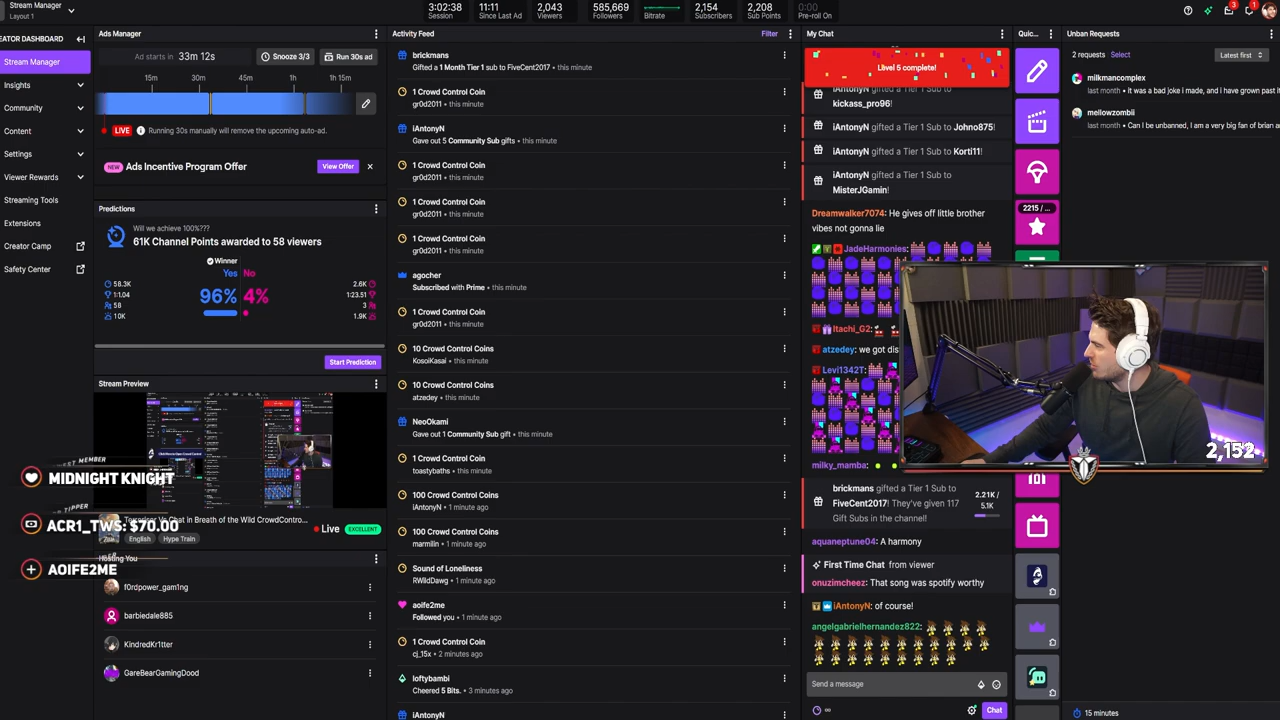 Stream Manager
Layout 1
3:02:38
Session
11:11
Since Last Ad
2,043
Viewers
585,669
Followers
Bitrate
2,154
Subscribers
2,208
Sub Points
0:00
Pre-roll On
3
1
EATOR DASHBOARD
Stream Manager
Insights
Community
Content
Settings
Viewer Rewards
Streaming Tools
Extensions
Creator Camp
Safety Center
Ads Manager
Ad starts in 33m 12s
Snooze 3/3
Run 30s ad
15m
30m
45m
1h
1h 15m
LIVE
Running 30s manually will remove the upcoming auto-ad.
NEW
Ads Incentive Program Offer
View Offer
Predictions
Will we achieve 100%???
61K Channel Points awarded to 58 viewers
Winner
Yes
No
58.3K
1:1.04
58
10K
96%
4%
2.6K
1:23.51
3
1.9K
Start Prediction
Stream Preview
MIDNIGHT KNIGHT
ACR1_TWS: $70.00
AOIFE2ME
Live
EXCELLENT
English
Hype Train
Hosting You
f0rdpower_gam1ng
barbiedale885
KindredKr1tter
GareBearGamingDood
Activity Feed
Filter
brickmans
Gifted a 1 Month Tier 1 sub to FiveCent2017 • this minute
1 Crowd Control Coin
gr0d2011 • this minute
iAntonyN
Gave out 5 Community Sub gifts • this minute
1 Crowd Control Coin
gr0d2011 • this minute
1 Crowd Control Coin
gr0d2011 • this minute
1 Crowd Control Coin
gr0d2011 • this minute
agocher
Subscribed with Prime • this minute
1 Crowd Control Coin
gr0d2011 • this minute
10 Crowd Control Coins
KosoiKasai • this minute
10 Crowd Control Coins
atzedey • this minute
NeoOkami
Gave out 1 Community Sub gift • this minute
1 Crowd Control Coin
toastybaths • this minute
100 Crowd Control Coins
iAntonyN • 1 minute ago
100 Crowd Control Coins
marmlin • 1 minute ago
Sound of Loneliness
RWildDawg • 1 minute ago
aoife2me
Followed you • 1 minute ago
1 Crowd Control Coin
cj_15x • 2 minutes ago
loftybambi
Cheered 5 Bits. • 3 minutes ago
iAntonyN
My Chat
iAntonyN gifted a Tier 1 Sub to
kickass_pro96!
iAntonyN gifted a Tier 1 Sub to Johno875!
iAntonyN gifted a Tier 1 Sub to Korti11!
iAntonyN gifted a Tier 1 Sub to
MisterJGamin!
Dreamwalker7074: He gives off little brother
vibes not gonna lie
JadeHarmonies:
Itachi_G2:
atzedey: we got dis
Levi1342T:
milky_mamba:
brickmans gifted a Tier 1 Sub to
FiveCent2017! They've given 117
Gift Subs in the channel!
2.21K /
5.1K
aquaneptune04: A harmony
First Time Chat from viewer
onuzimcheez: That song was spotify worthy
iAntonyN: of course!
angelgabrielhernandez822:
Send a message
Chat
Quic...
2215 / ...
Unban Requests
2 requests Select
Latest first
milkmancomplex
last month • it was a bad joke i made, and i have grown past it
mellowzombii
last month • Can I be unbanned, I am a very big fan of brian a
2,152
15 minutes